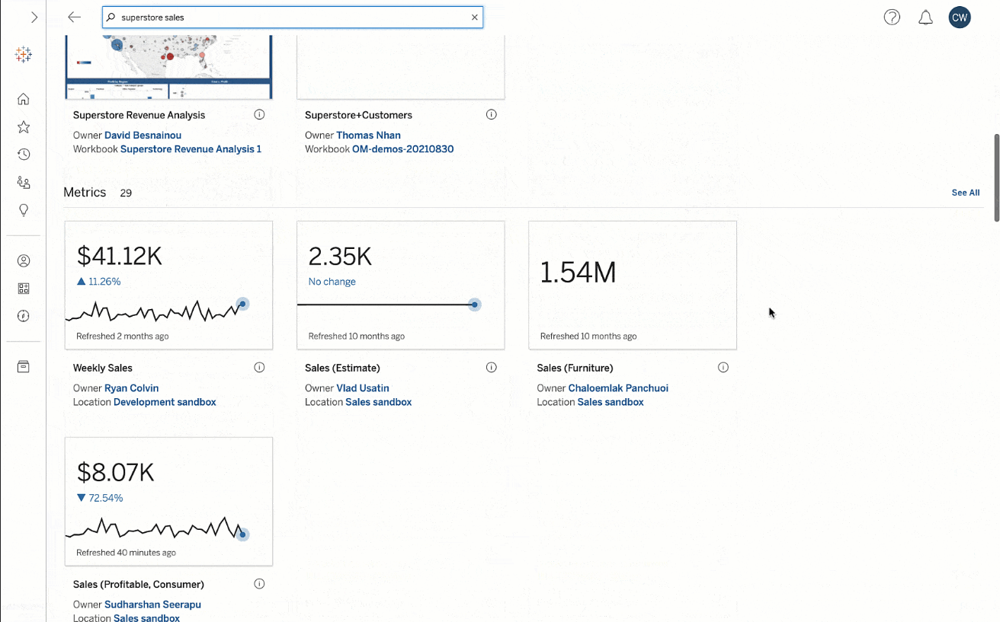 superstore sales
CW
Superstore Revenue Analysis
Owner David Besnainou
Workbook Superstore Revenue Analysis 1
Superstore+Customers
Owner Thomas Nhan
Workbook OM-demos-20210830
Metrics 29
See All
$41.12K
11.26%
Refreshed 2 months ago
2.35K
No change
Refreshed 10 months ago
1.54M
Refreshed 10 months ago
Weekly Sales
Owner Ryan Colvin
Location Development sandbox
Sales (Estimate)
Owner Vlad Usatin
Location Sales sandbox
Sales (Furniture)
Owner Chaloemlak Panchuoi
Location Sales sandbox
$8.07K
72.54%
Refreshed 40 minutes ago
Sales (Profitable, Consumer)
Owner Sudharshan Seerapu
Location Sales sandbox